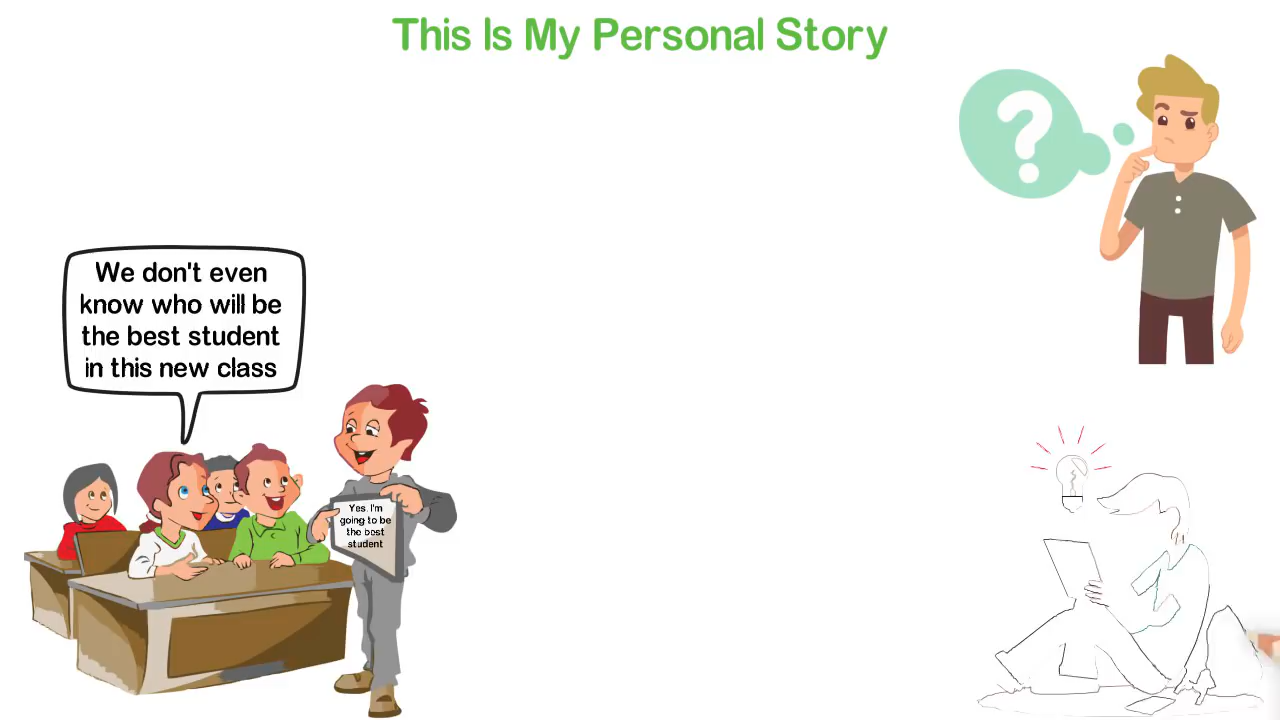 This Is My Personal Story
?
We don't even
know who will be
the best student
in this new class
Yes. I'm
going to be
the best
student